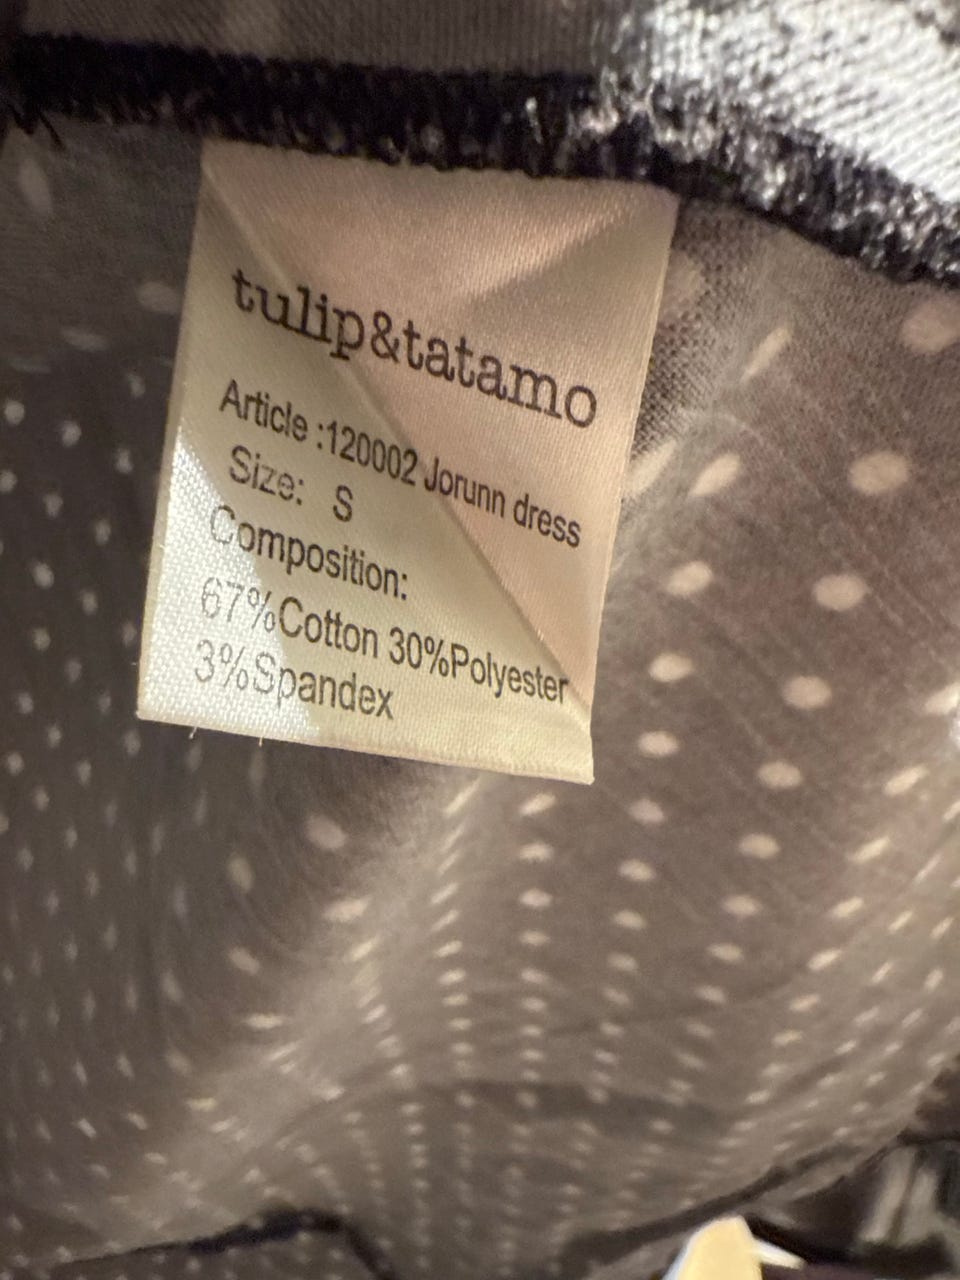 tulip&tatamo
Article :120002 Jorunn dress
Size: S
Composition:
67%Cotton 30%Polyester
3%Spandex